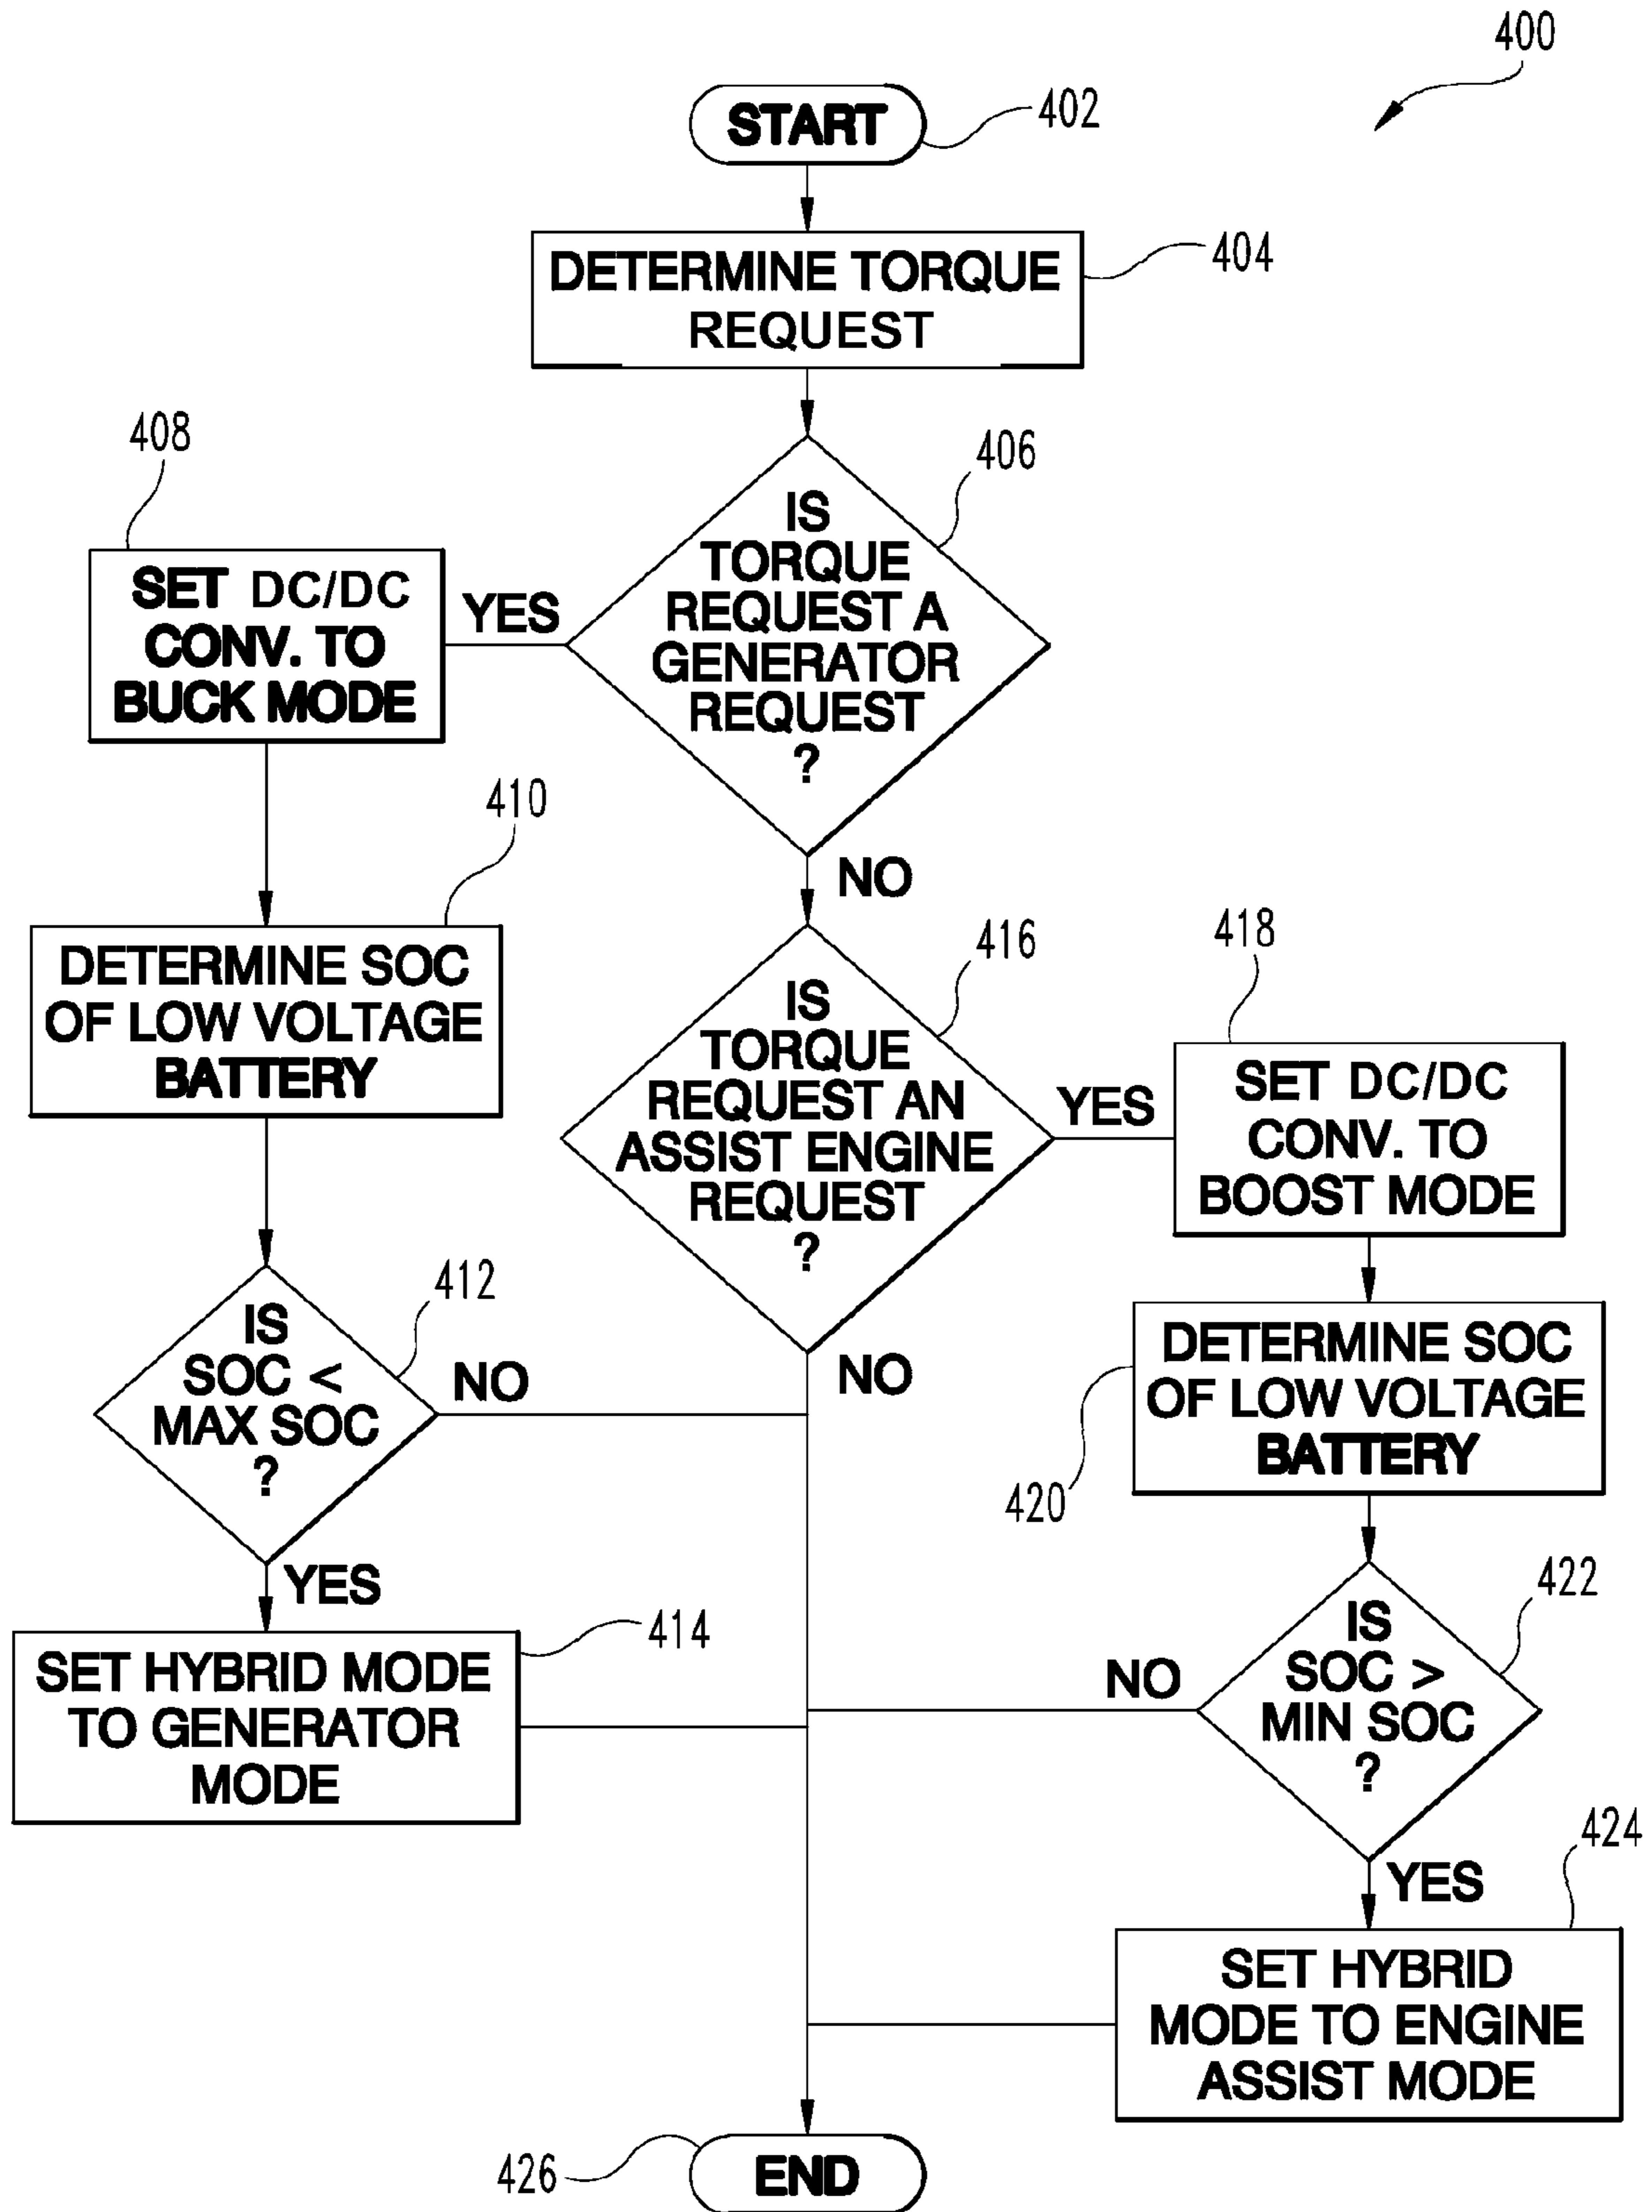 400
START
402
DETERMINE TORQUE
REQUEST
404
406
IS
TORQUE
REQUEST A
GENERATOR
REQUEST
?
YES
408
SET DC/DC
CONV. TO
BUCK MODE
410
DETERMINE SOC
OF LOW VOLTAGE
BATTERY
412
IS
SOC <
MAX SOC
?
NO
YES
414
SET HYBRID MODE
TO GENERATOR
MODE
NO
416
IS
TORQUE
REQUEST AN
ASSIST ENGINE
REQUEST
?
YES
NO
418
SET DC/DC
CONV. TO
BOOST MODE
DETERMINE SOC
OF LOW VOLTAGE
BATTERY
420
422
IS
SOC >
MIN SOC
?
NO
YES
424
SET HYBRID
MODE TO ENGINE
ASSIST MODE
426
END